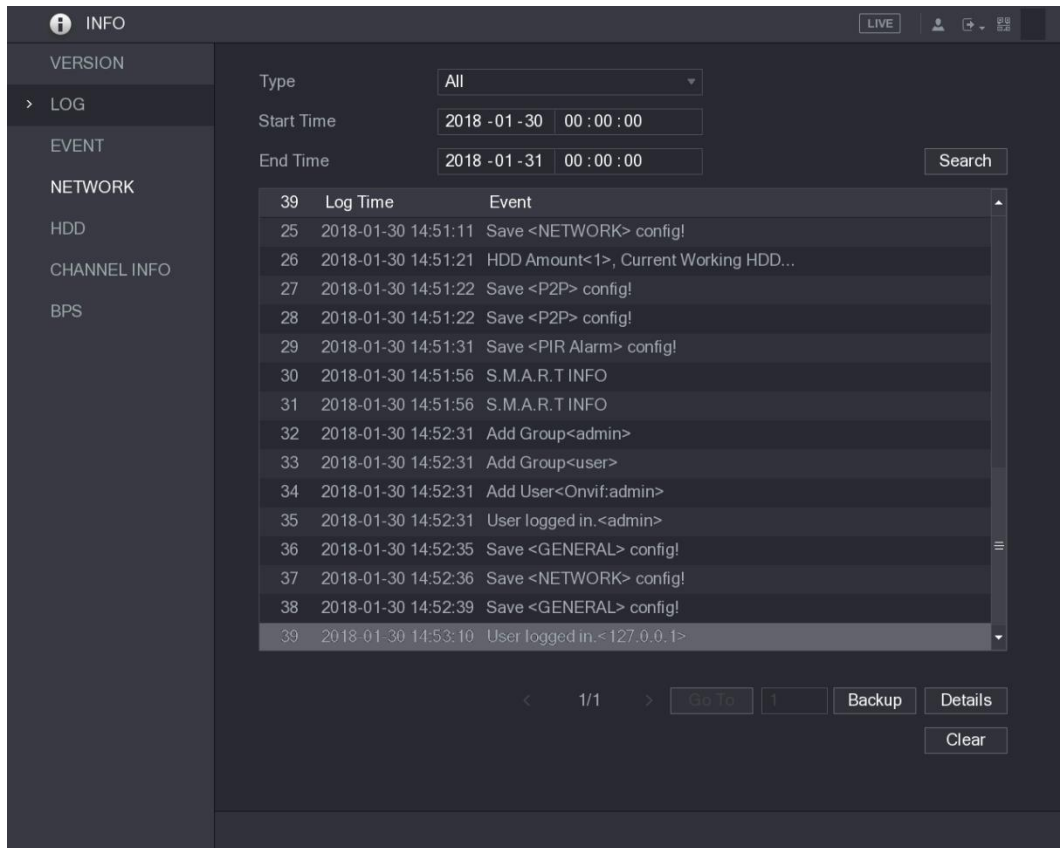 INFO
LIVE
VERSION
LOG
EVENT
NETWORK
HDD
CHANNEL INFO
BPS
Type All
Start Time 2018 -01 -30 00 : 00 : 00
End Time 2018 -01 -31 00 : 00 : 00
Search
39 Log Time Event
25 2018-01-30 14:51:11 Save <NETWORK> config!
26 2018-01-30 14:51:21 HDD Amount<1>, Current Working HDD...
27 2018-01-30 14:51:22 Save <P2P> config!
28 2018-01-30 14:51:22 Save <P2P> config!
29 2018-01-30 14:51:31 Save <PIR Alarm> config!
30 2018-01-30 14:51:56 S.M.A.R.T INFO
31 2018-01-30 14:51:56 S.M.A.R.T INFO
32 2018-01-30 14:52:31 Add Group<admin>
33 2018-01-30 14:52:31 Add Group<user>
34 2018-01-30 14:52:31 Add User<Onvif:admin>
35 2018-01-30 14:52:31 User logged in.<admin>
36 2018-01-30 14:52:35 Save <GENERAL> config!
37 2018-01-30 14:52:36 Save <NETWORK> config!
38 2018-01-30 14:52:39 Save <GENERAL> config!
39 2018-01-30 14:53:10 User logged in.<127.0.0.1>
< 1/1 > Go To 1 Backup Details
Clear